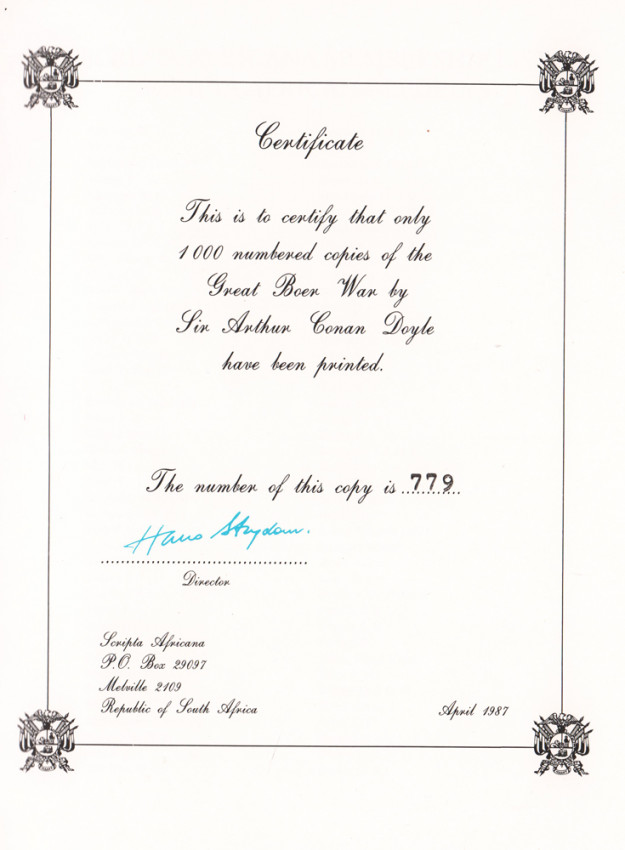 Certificate
This is to certify that only
1000 numbered copies of the
Great Boer War by
Sir Arthur Conan Doyle
have been printed.
The number of this copy is 779
Hans Strydom.
Director
Scripta Africana
P.O. Box 29097
Melville 2109
Republic of South Africa
April 1987